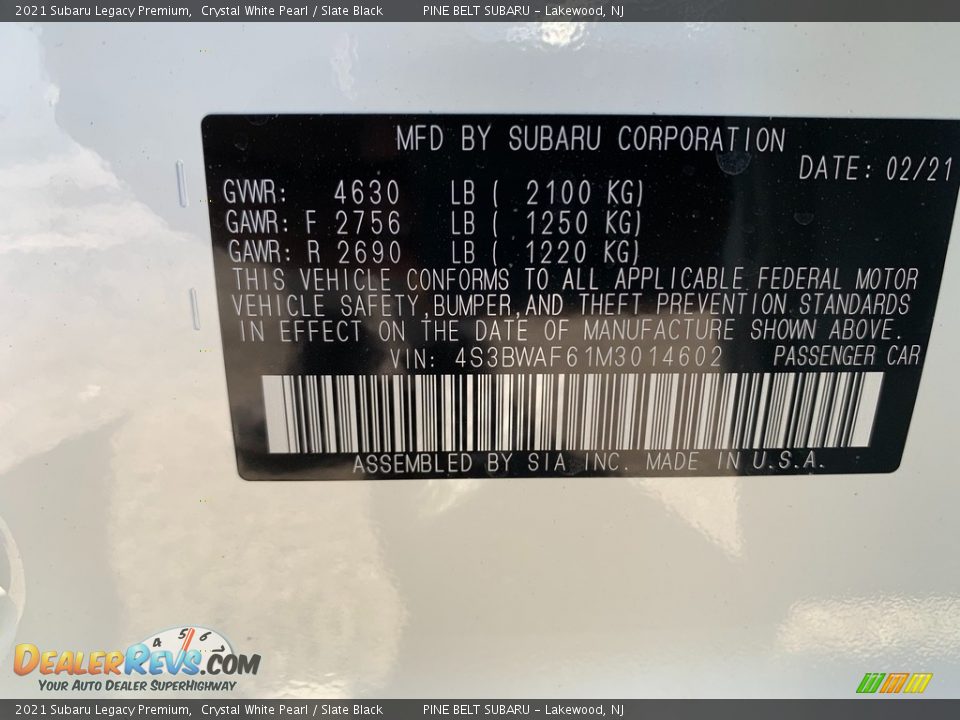 2021 Subaru Legacy Premium, Crystal White Pearl / Slate Black PINE BELT SUBARU - Lakewood, NJ
MFD BY SUBARU CORPORATION
DATE: 02/21
GVWR: 4630 LB ( 2100 KG)
GAWR: F 2756 LB ( 1250 KG)
GAWR: R 2690 LB ( 1220 KG)
THIS VEHICLE CONFORMS TO ALL APPLICABLE FEDERAL MOTOR
VEHICLE SAFETY,BUMPER,AND THEFT PREVENTION STANDARDS
IN EFFECT ON THE DATE OF MANUFACTURE SHOWN ABOVE.
VIN: 4S3BWAF61M3014602 PASSENGER CAR
ASSEMBLED BY SIA INC. MADE IN U.S.A.
4 5 6
DEALERREVS.COM
YOUR AUTO DEALER SUPERHIGHWAY
2021 Subaru Legacy Premium, Crystal White Pearl / Slate Black PINE BELT SUBARU - Lakewood, NJ